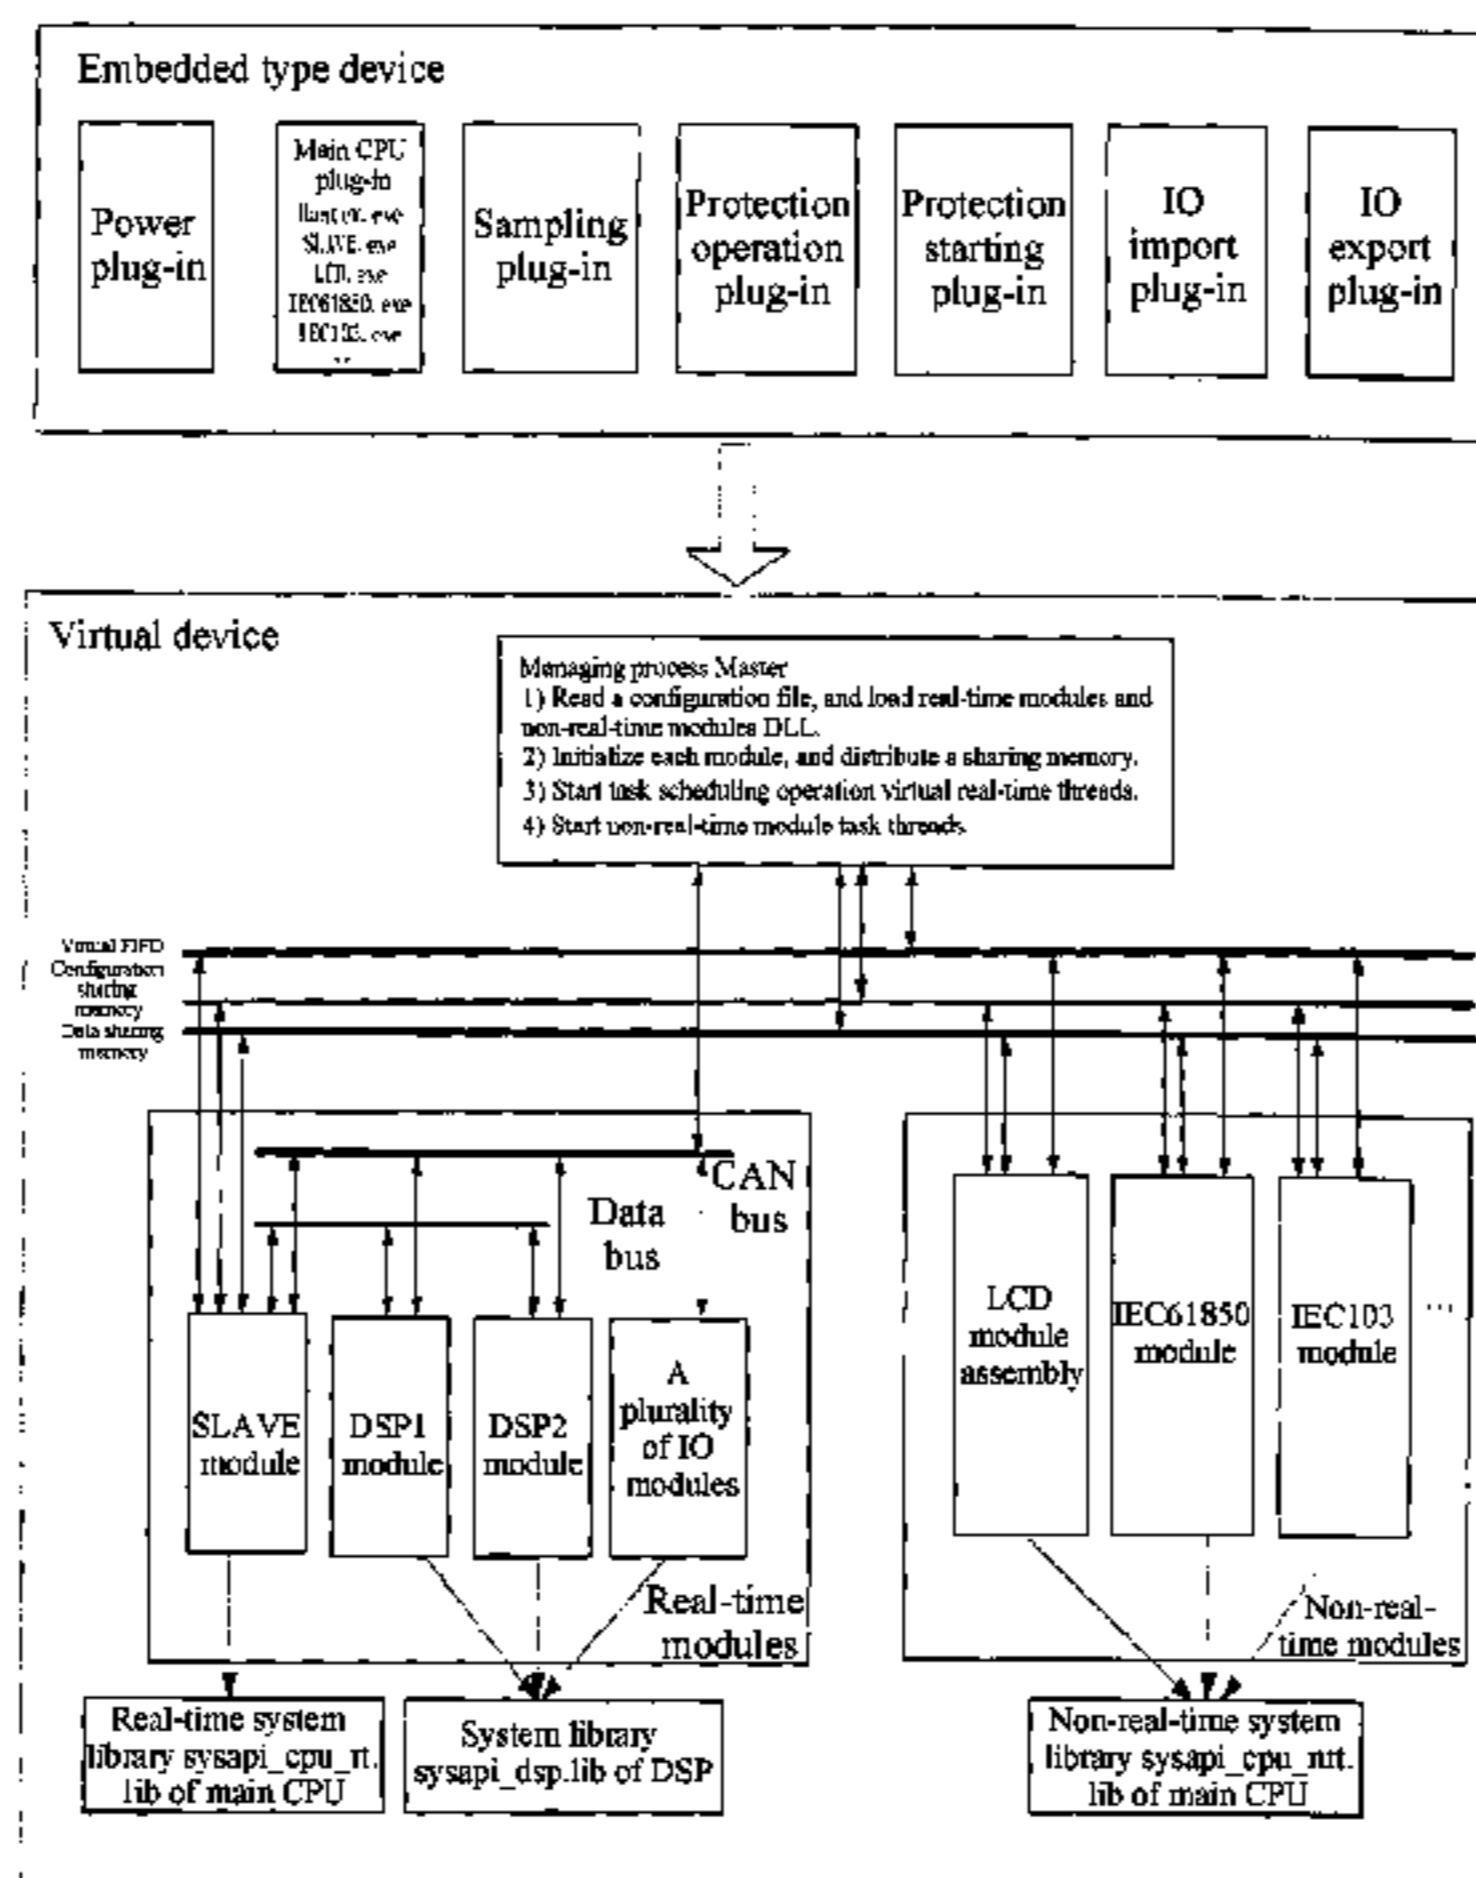 Embedded type device
Power
plug-in
Main CPU
plug-in
SLAVE. exe
LCD. exe
IEC61850. exe
IEC103. exe
Sampling
plug-in
Protection
operation
plug-in
Protection
starting
plug-in
IO
import
plug-in
IO
export
plug-in
Virtual device
Managing process Master
1) Read a configuration file, and load real-time modules and
non-real-time modules DLL.
2) Initialize each module, and distribute a sharing memory.
3) Start task scheduling operation virtual real-time threads.
4) Start non-real-time module task threads.
Virtual FIFO
Configuration
sharing
memory
Data sharing
memory
CAN
bus
Data
bus
SLAVE
module
DSP1
module
DSP2
module
A
plurality
of IO
modules
Real-time
modules
LCD
module
assembly
IEC61850
module
IEC103
module
...
Non-real-
time modules
Real-time system
library sysapi_cpu_rt.
lib of main CPU
System library
sysapi_dsp.lib of DSP
Non-real-time system
library sysapi_cpu_nrt.
lib of main CPU